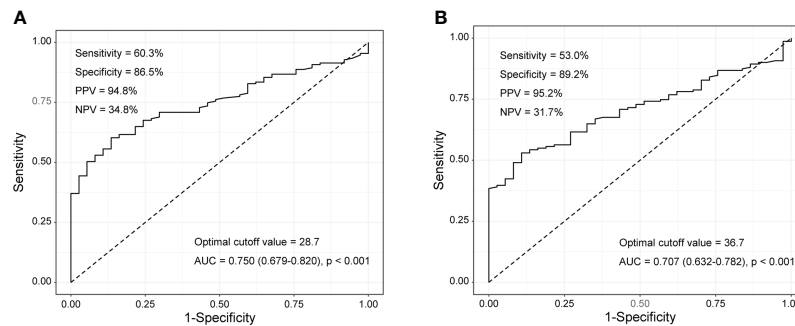 A
1.00
0.75
0.50
0.25
0.00
Sensitivity
Sensitivity = 60.3%
Specificity = 86.5%
PPV = 94.8%
NPV = 34.8%
Optimal cutoff value = 28.7
AUC = 0.750 (0.679-0.820), p < 0.001
0.00 0.25 0.50 0.75 1.00
1-Specificity
B
1.00
0.75
0.50
0.25
0.00
Sensitivity
Sensitivity = 53.0%
Specificity = 89.2%
PPV = 95.2%
NPV = 31.7%
Optimal cutoff value = 36.7
AUC = 0.707 (0.632-0.782), p < 0.001
0.00 0.25 0.50 0.75 1.00
1-Specificity